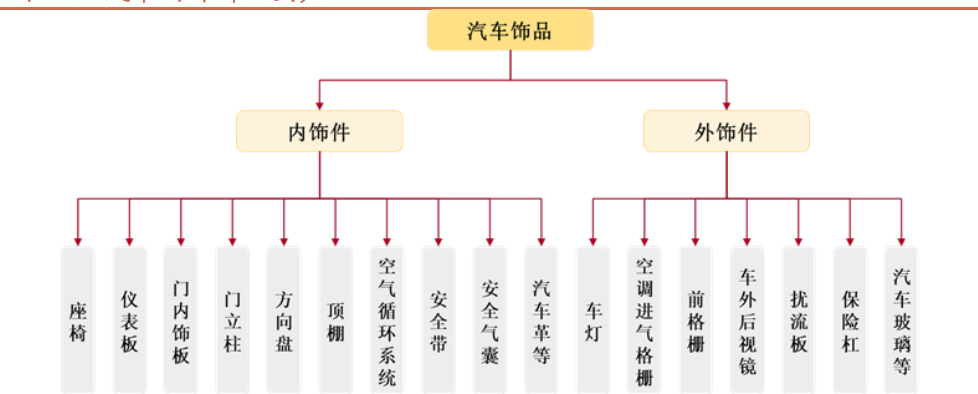 汽车饰品
内饰件
外饰件
座椅
仪表板
门内饰板
门立柱
方向盘
顶棚
空气循环系统
安全带
安全气囊
汽车革等
车灯
空调进气格栅
前格栅
车外后视镜
扰流板
保险杠
汽车玻璃等